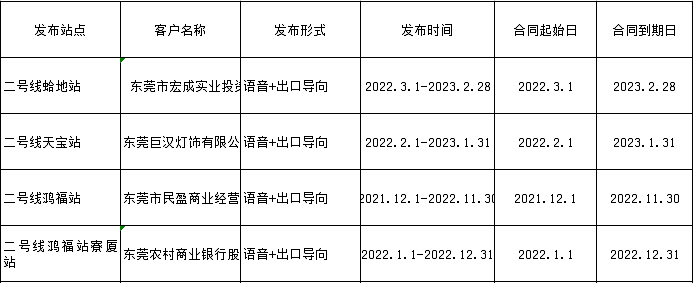 发布站点 客户名称 发布形式 发布时间 合同起始日 合同到期日
二号线蛤地站 东莞市宏成实业投资 语音+出口导向 2022.3.1-2023.2.28 2022.3.1 2023.2.28
二号线天宝站 东莞巨汉灯饰有限公 语音+出口导向 2022.2.1-2023.1.31 2022.2.1 2023.1.31
二号线鸿福站 东莞市民盈商业经营 语音+出口导向 2021.12.1-2022.11.30 2021.12.1 2022.11.30
二号线鸿福站寮厦
站 东莞农村商业银行股 语音+出口导向 2022.1.1-2022.12.31 2022.1.1 2022.12.31